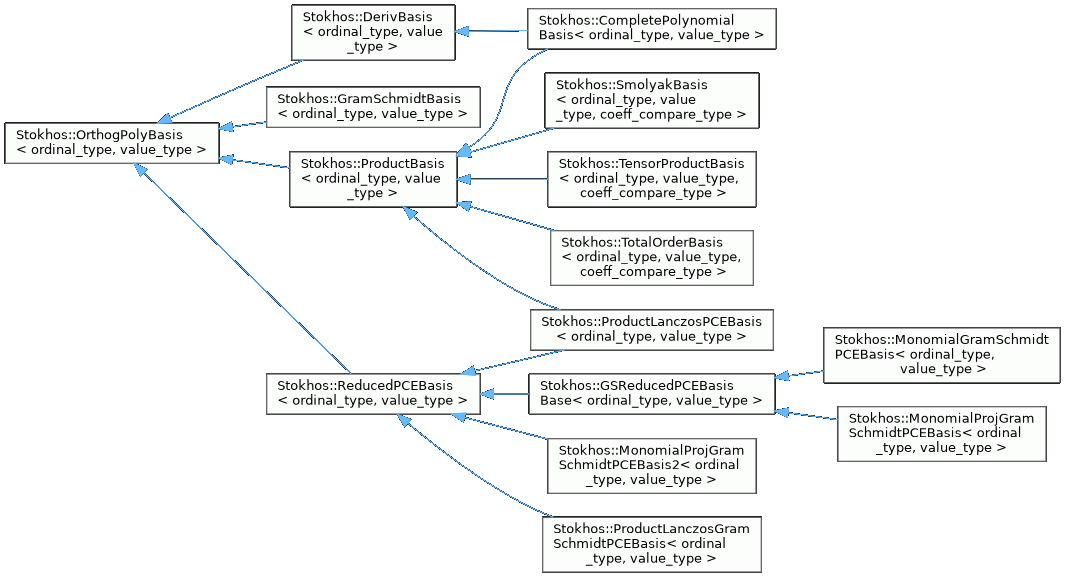 Stokhos::OrthogPolyBasis
< ordinal_type, value_type >
Stokhos::DerivBasis
< ordinal_type, value
_type >
Stokhos::GramSchmidtBasis
< ordinal_type, value_type >
Stokhos::ProductBasis
< ordinal_type, value
_type >
Stokhos::ReducedPCEBasis
< ordinal_type, value_type >
Stokhos::CompletePolynomial
Basis< ordinal_type, value_type >
Stokhos::SmolyakBasis
< ordinal_type, value
_type, coeff_compare_type >
Stokhos::TensorProductBasis
< ordinal_type, value_type,
coeff_compare_type >
Stokhos::TotalOrderBasis
< ordinal_type, value_type,
coeff_compare_type >
Stokhos::ProductLanczosPCEBasis
< ordinal_type, value_type >
Stokhos::GSReducedPCEBasis
Base< ordinal_type, value_type >
Stokhos::MonomialProjGram
SchmidtPCEBasis2< ordinal
_type, value_type >
Stokhos::ProductLanczosGram
SchmidtPCEBasis< ordinal
_type, value_type >
Stokhos::MonomialGramSchmidt
PCEBasis< ordinal_type,
value_type >
Stokhos::MonomialProjGram
SchmidtPCEBasis< ordinal
_type, value_type >